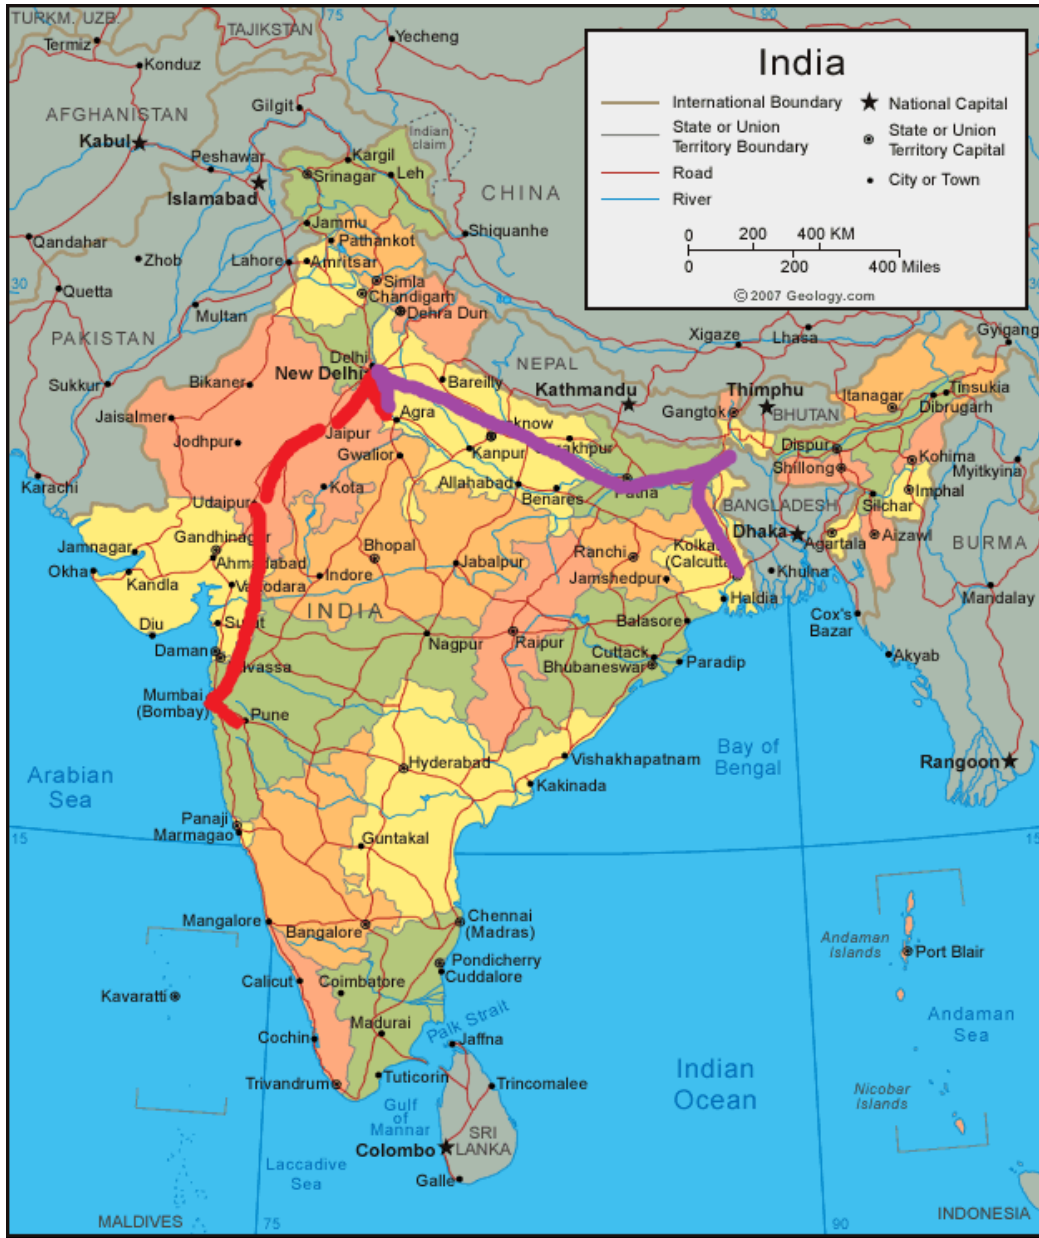 TURKM.
UZB.
TAJIKSTAN
75
90
Termiz
Yecheng
Konduz
India
International Boundary
State or Union
Territory Boundary
Road
River
National Capital
State or Union
Territory Capital
City or Town
0 200 400 KM
0 200 400 Miles
© 2007 Geology.com
AFGHANISTAN
Gilgit
Kabul
Indian
claim
Peshawar
Kargil
Srinagar
Leh
Islamabad
CHINA
Jammu
Shiquanhe
Qandahar
Pathankot
Zhob
Lahore
Amritsar
30
Simla
30
Quetta
Chandigarh
Multan
Dehra Dun
PAKISTAN
Xigaze
Lhasa
Gyigang
Delhi
NEPAL
New Delhi
Bareilly
Sukkur
Bikaner
Kathmandu
Thimphu
Tinsukia
Itanagar
Jaisalmer
Agra
Gangtok
BHUTAN
Dibrugarh
Jaipur
know
Jodhpur
Gwalior
Kanpur
akhpur
Dispur
Kohima
Shillong
Myitkyina
Karachi
Kota
Allahabad
Benares
Patna
Imphal
Udaipur
BANGLADESH
Silchar
Gandhinagar
Dhaka
Jamnagar
Bhopal
Ranchi
Kolka
Agartala
Aizawl
BURMA
Okha
Ahmadabad
Jabalpur
(Calcutta
Kandla
Vadodara
Indore
Jamshedpur
Khulna
INDIA
Haldia
Mandalay
Diu
Surat
Balasore
Cox's
Bazar
Nagpur
Raipur
Daman
Cuttack
Akyab
lvassa
Bhubaneswar
Paradip
Mumbai
(Bombay)
Pune
Arabian
Sea
Hyderabad
Vishakhapatnam
Bay of
Bengal
Rangoon
Kakinada
Panaji
Marmagao
15
Guntakal
15
Mangalore
Bangalore
Chennai
(Madras)
Andaman
Islands
Port Blair
Pondicherry
Cuddalore
Calicut
Coimbatore
Kavaratti
Palk Strait
Andaman
Sea
Madurai
Cochin
Jaffna
Indian
Ocean
Trivandrum
Tuticorin
Trincomalee
Nicobar
Islands
Gulf
of
Mannar
SRI
LANKA
Colombo
Laccadive
Sea
Galle
MALDIVES
75
90
INDONESIA